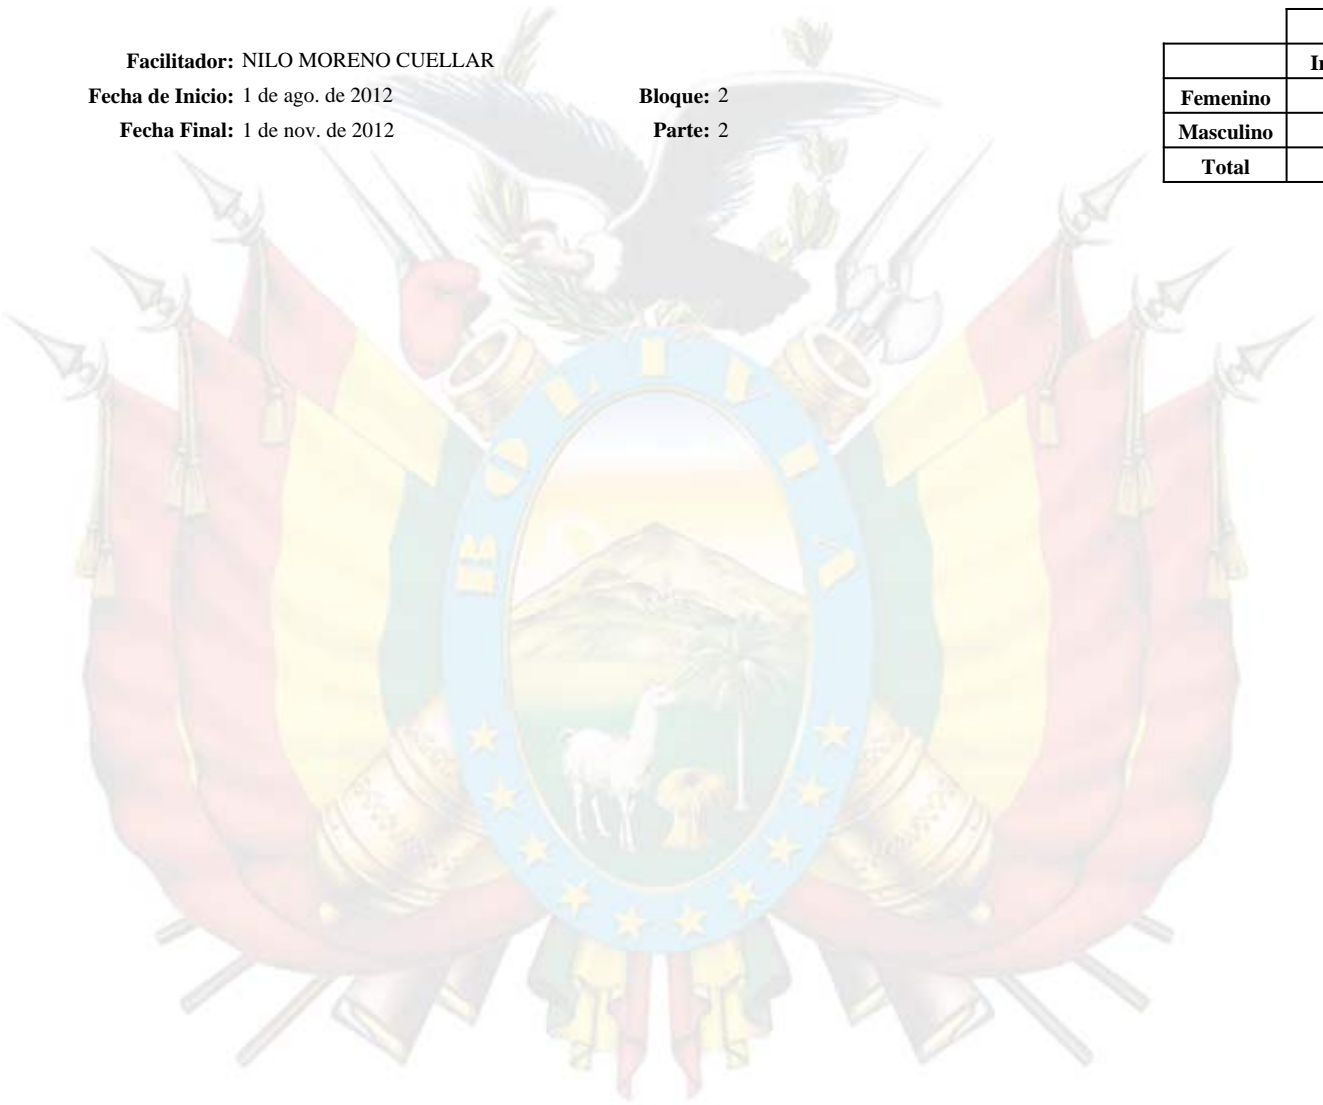 Facilitador: NILO MORENO CUELLAR
Fecha de Inicio: 1 de ago. de 2012 Bloque: 2
Fecha Final: 1 de nov. de 2012 Parte: 2
Femenino
Masculino
Total
BOLIVIA